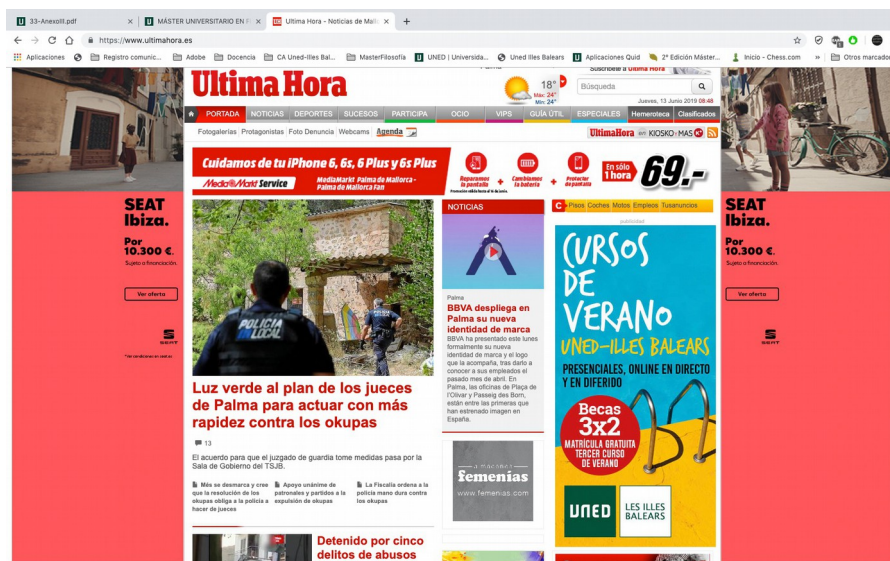 33-AnexoIII.pdf
MÁSTER UNIVERSITARIO EN F
Ultima Hora - Noticias de Mallo
https://www.ultimahora.es
Aplicaciones
Registro comunic...
Adobe
Docencia
CA Uned-Illes Bal...
MasterFilosofía
UNED | Universida...
Uned Illes Balears
Aplicaciones Quid
2ª Edición Máster...
Inicio - Chess.com
»
Otros marcador
Palma
Suscríbete a Ultima Hora
Ultima Hora
18°
Máx: 24°
Mín: 24°
Búsqueda
Jueves, 13 Junio 2019 08:48
PORTADA NOTICIAS DEPORTES SUCESOS PARTICIPA OCIO VIPS GUÍA ÚTIL ESPECIALES Hemeroteca Clasificados
Fotogalerías Protagonistas Foto Denuncia Webcams Agenda
UltimaHora en KIOSKO y MÁS
Cuidamos de tu iPhone 6, 6s, 6 Plus y 6s Plus
MediaMarkt Service
MediaMarkt Palma de Mallorca -
Palma de Mallorca Fan
Reparamos
la pantalla
+
Cambiamos
la batería
+
Protector
de pantalla
En sólo
1 hora
69.-
SEAT
Ibiza.
Por
10.300 €.
Sujeto a financiación.
Ver oferta
SEAT
*Ver condiciones en seat.es
POLICIA
LOCAL
Luz verde al plan de los jueces
de Palma para actuar con más
rapidez contra los okupas
13
El acuerdo para que el juzgado de guardia tome medidas pasa por la
Sala de Gobierno del TSJB.
Más se desmarca y cree
que la resolución de los
okupas obliga a la policía a
hacer de jueces
Apoyo unánime de
patronales y partidos a la
expulsión de okupas
La Fiscalía ordena a la
policía mano dura contra
los okupas
Detenido por cinco
delitos de abusos
NOTICIAS
Palma
BBVA despliega en
Palma su nueva
identidad de marca
BBVA ha presentado este lunes
formalmente su nueva
identidad de marca y el logo
que la acompaña, tras darlo a
conocer a sus empleados el
pasado mes de abril. En
Palma, las oficinas de Plaça de
l'Olivar y Passeig des Born,
están entre las primeras que
han estrenado imagen en
España.
femenías
www.femenias.com
C Pisos Coches Motos Empleos Tusanuncios
publicidad
CURSOS
DE
VERANO
UNED-ILLES BALEARS
PRESENCIALES, ONLINE EN DIRECTO
Y EN DIFERIDO
Becas
3x2
MATRÍCULA GRATUITA
TERCER CURSO
DE VERANO
UNED
LES ILLES
BALEARS
SEAT
Ibiza.
Por
10.300 €.
Sujeto a financiación.
Ver oferta
SEAT